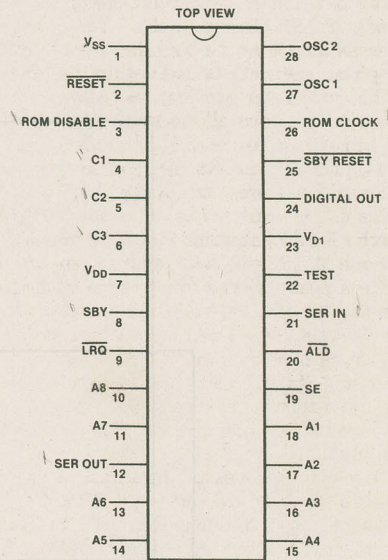 TOP VIEW
VSS
1
RESET
2
ROM DISABLE
3
C1
4
C2
5
C3
6
VDD
7
SBY
8
LRQ
9
A8
10
A7
11
SER OUT
12
A6
13
A5
14
OSC 2
28
OSC 1
27
ROM CLOCK
26
SBY RESET
25
DIGITAL OUT
24
VD1
23
TEST
22
SER IN
21
ALD
20
SE
19
A1
18
A2
17
A3
16
A4
15